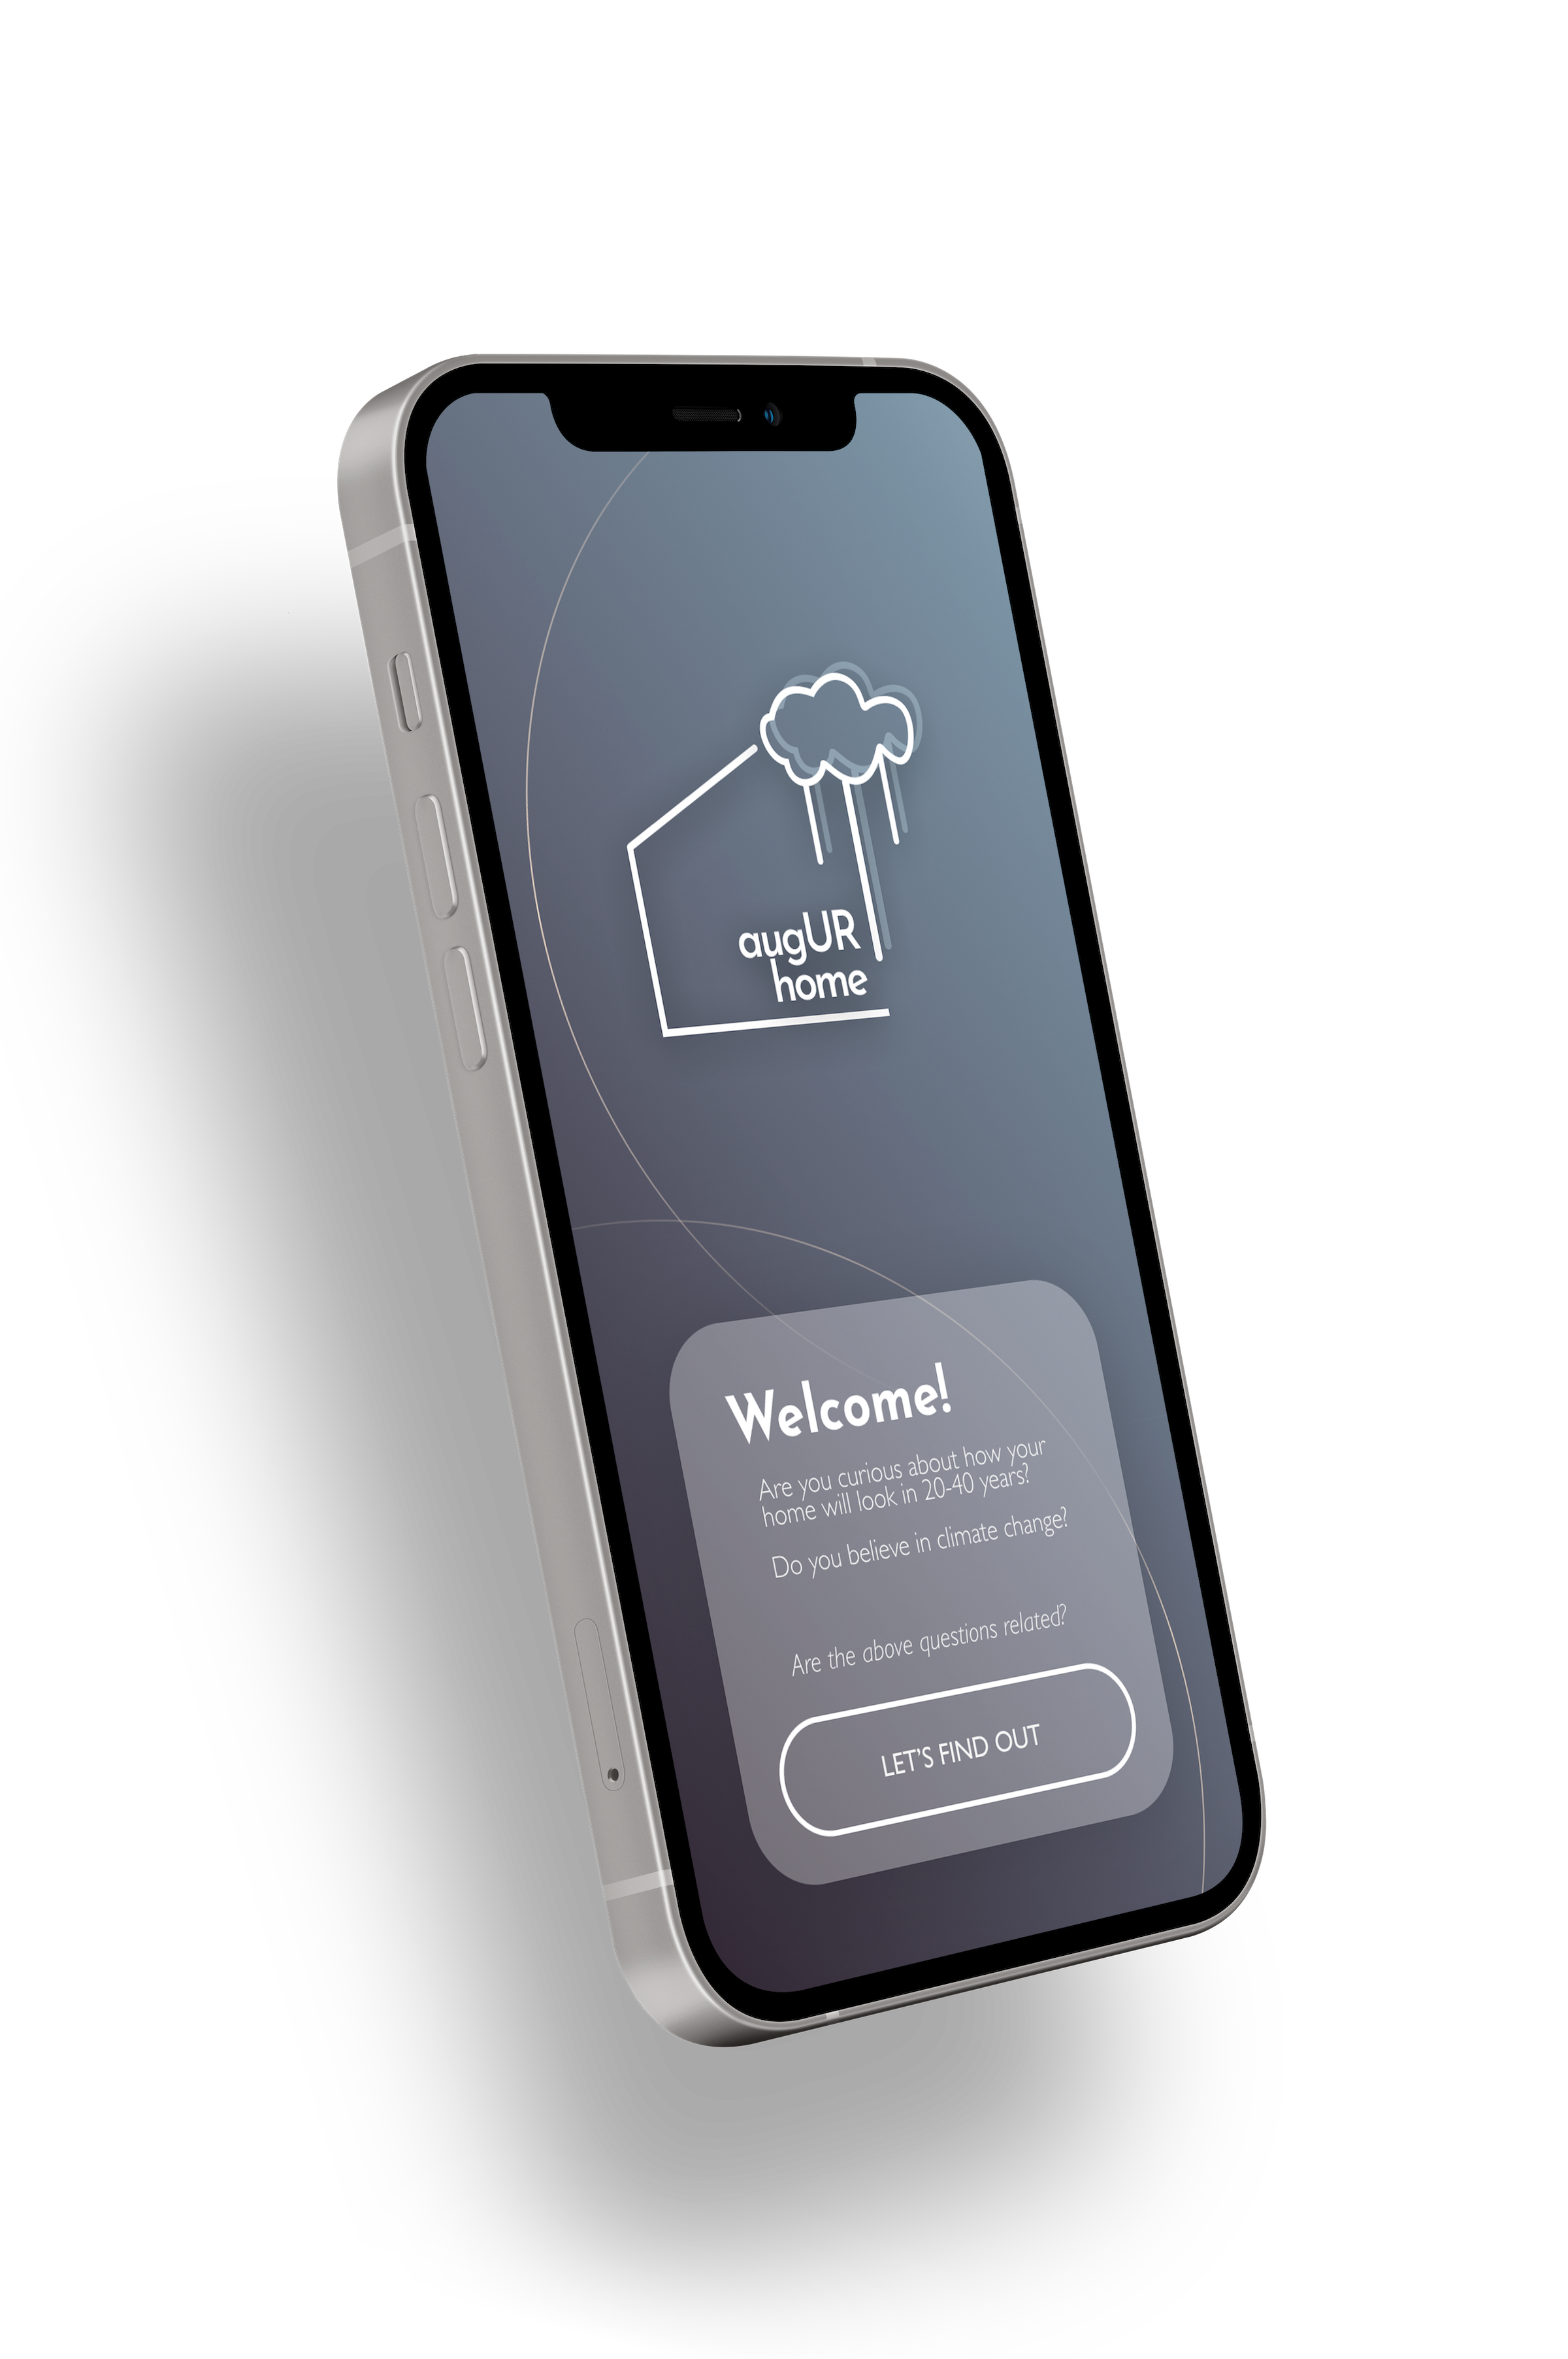 augUR
home
Welcome!
Are you curious about how your
home will look in 20-40 years?
Do you believe in climate change?
Are the above questions related?
LET'S FIND OUT